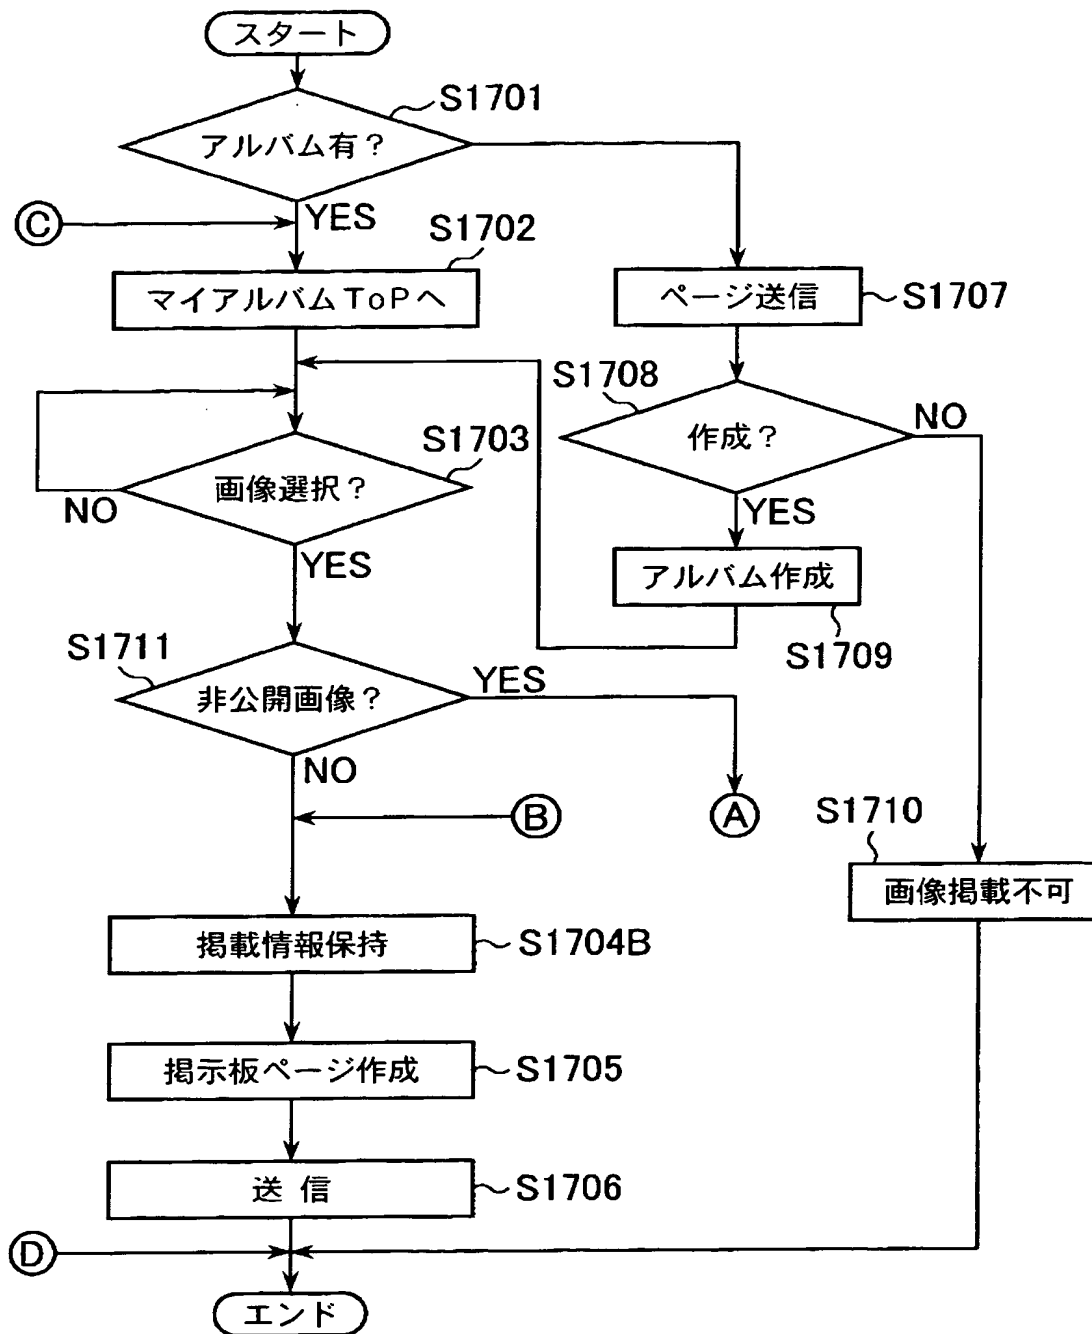 スタート
S1701
アルバム有？
C
YES
S1702
マイアルバムToPへ
ページ送信
S1707
S1708
NO
作成？
YES
アルバム作成
S1709
S1703
画像選択？
NO
YES
S1711
非公開画像？
YES
NO
B
A
S1710
画像掲載不可
掲載情報保持
S1704B
掲示板ページ作成
S1705
送信
S1706
D
エンド